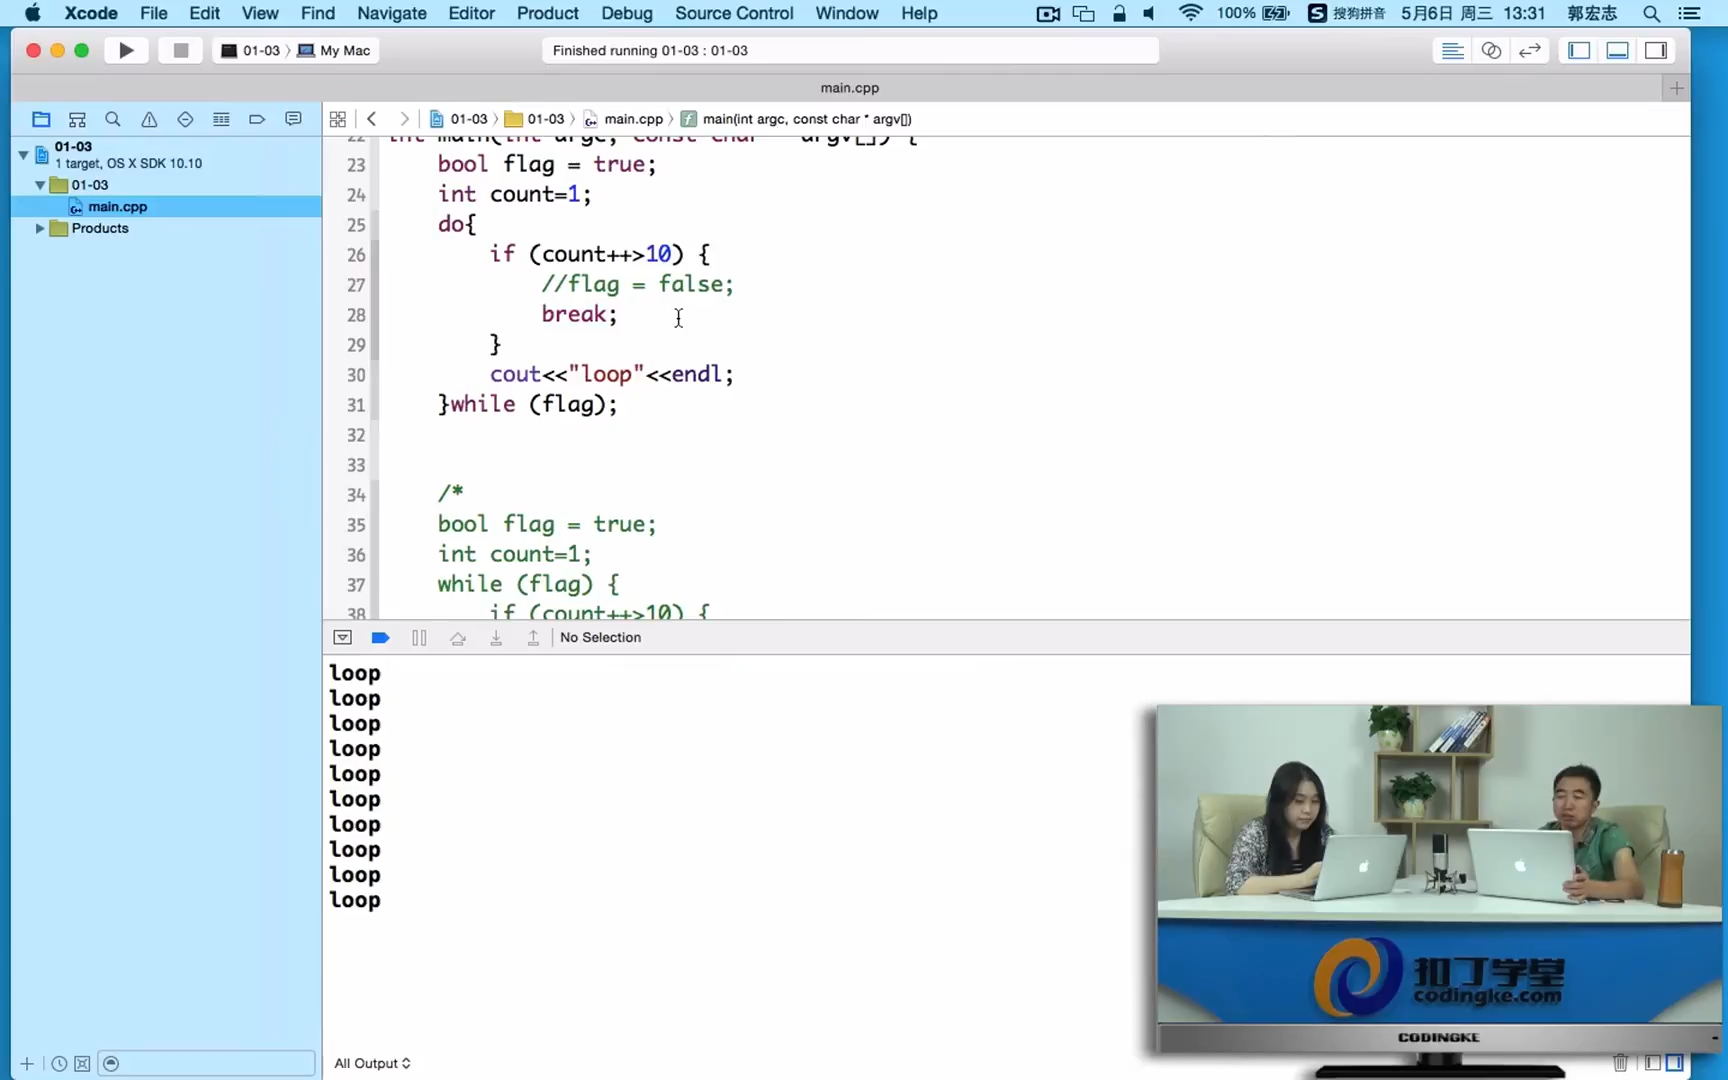 Xcode File Edit View Find Navigate Editor Product Debug Source Control Window Help 100% S 搜狗拼音 5月6日 周三 13:31 郭宏志
01-03 〉 My Mac
Finished running 01-03 : 01-03
main.cpp
01-03 〉 01-03 〉 main.cpp 〉 f main(int argc, const char * argv[])
01-03
1 target, OS X SDK 10.10
01-03
main.cpp
Products
22 int main(int argc, const char * argv[]) {
23 bool flag = true;
24 int count=1;
25 do{
26 if (count++>10) {
27 //flag = false;
28 break;
29 }
30 cout<<"loop"<<endl;
31 }while (flag);
32
33
34 /*
35 bool flag = true;
36 int count=1;
37 while (flag) {
38 if (count++>10) {
No Selection
loop
loop
loop
loop
loop
loop
loop
loop
loop
loop
All Output
扣丁学堂
codingke.com
CODINGKE